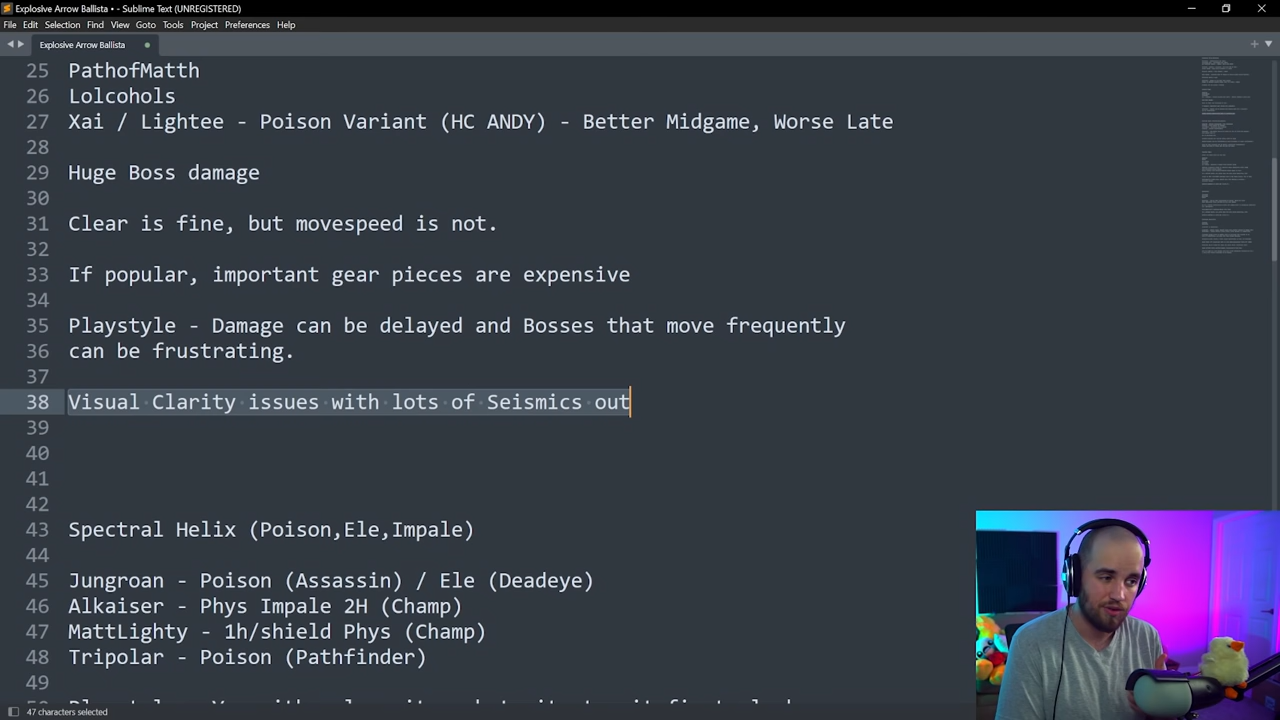 Explosive Arrow Ballista • - Sublime Text (UNREGISTERED)
File Edit Selection Find View Goto Tools Project Preferences Help
Explosive Arrow Ballista
25 PathofMatth
26 Lolcohols
27 Xai / Lightee - Poison Variant (HC ANDY) - Better Midgame, Worse Late
28
29 Huge Boss damage
30
31 Clear is fine, but movespeed is not.
32
33 If popular, important gear pieces are expensive
34
35 Playstyle - Damage can be delayed and Bosses that move frequently
36 can be frustrating.
37
38 Visual Clarity issues with lots of Seismics out
39
40
41
42
43 Spectral Helix (Poison,Ele,Impale)
44
45 Jungroan - Poison (Assassin) / Ele (Deadeye)
46 Alkaiser - Phys Impale 2H (Champ)
47 MattLighty - 1h/shield Phys (Champ)
48 Tripolar - Poison (Pathfinder)
49
47 characters selected